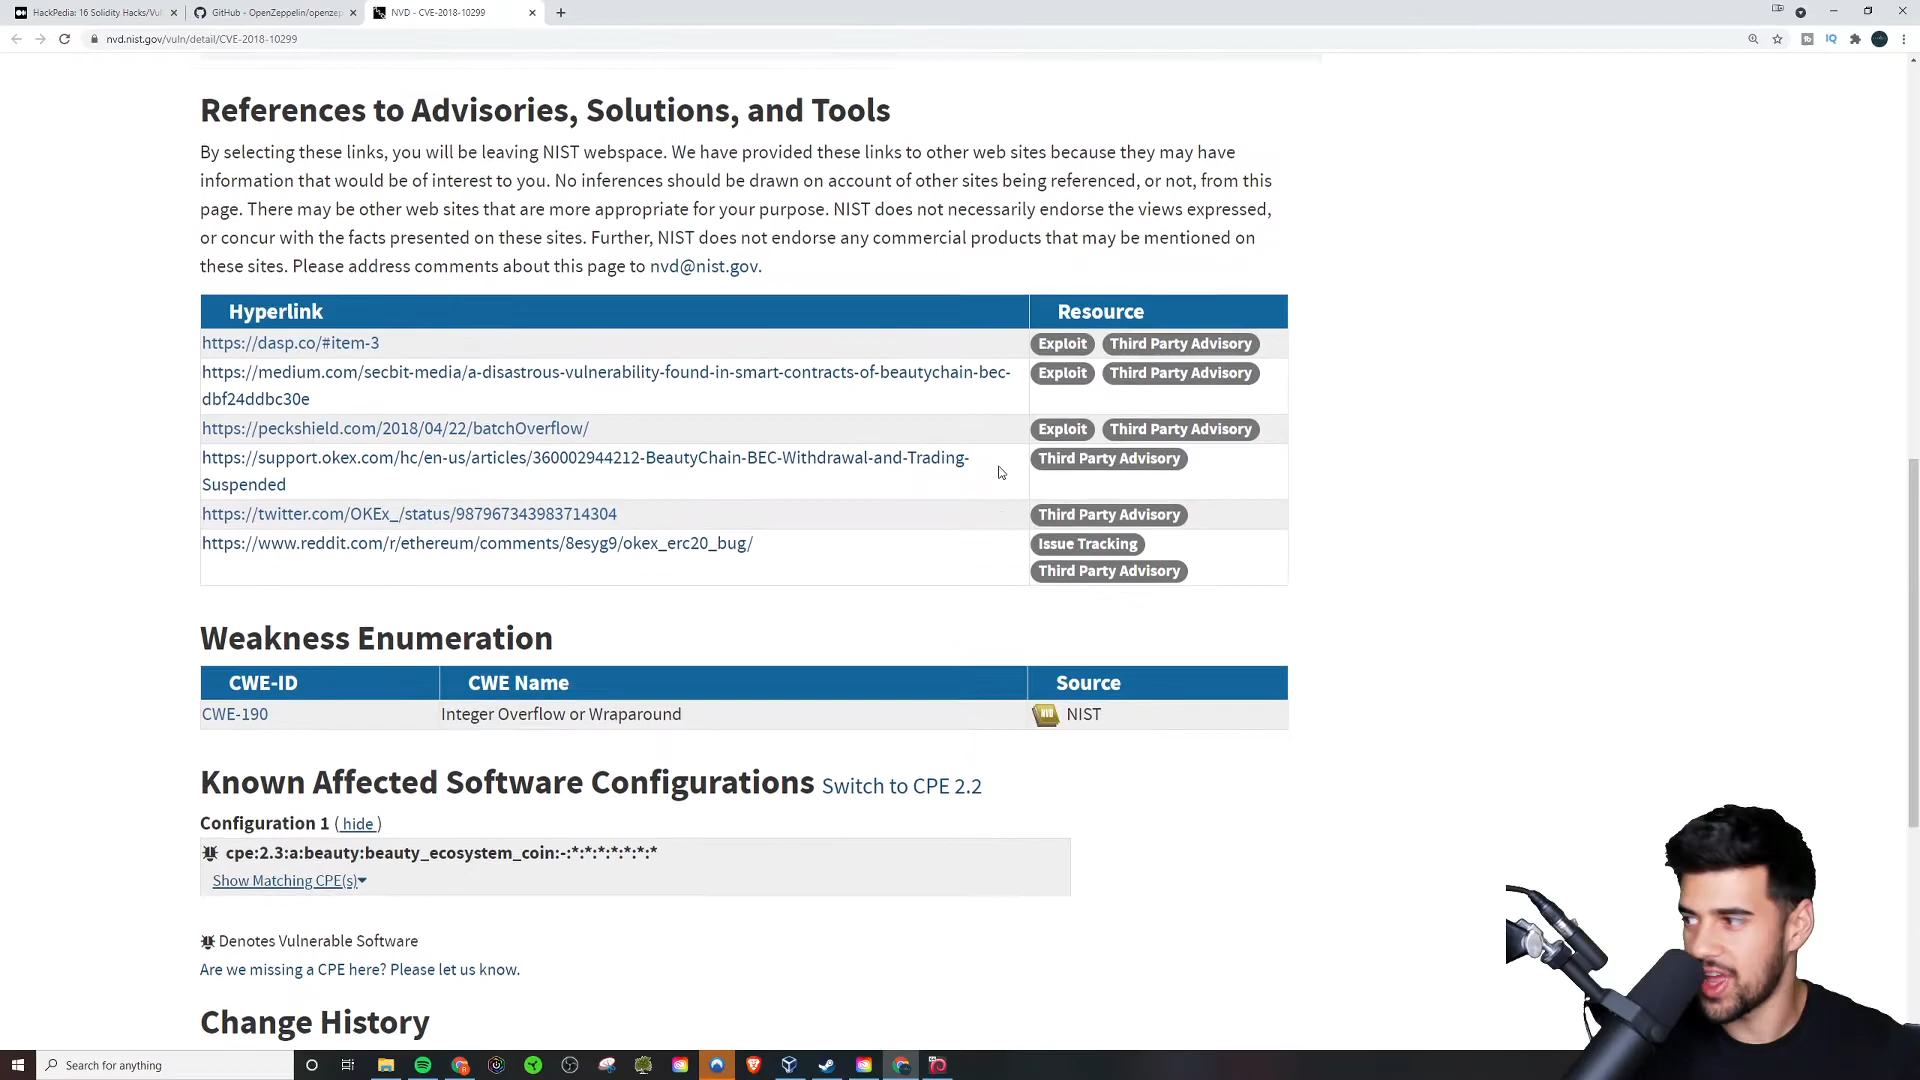 HackPedia: 16 Solidity Hacks/Vul
GitHub - OpenZeppelin/openzep
NVD - CVE-2018-10299
nvd.nist.gov/vuln/detail/CVE-2018-10299
IQ
References to Advisories, Solutions, and Tools
By selecting these links, you will be leaving NIST webspace. We have provided these links to other web sites because they may have
information that would be of interest to you. No inferences should be drawn on account of other sites being referenced, or not, from this
page. There may be other web sites that are more appropriate for your purpose. NIST does not necessarily endorse the views expressed,
or concur with the facts presented on these sites. Further, NIST does not endorse any commercial products that may be mentioned on
these sites. Please address comments about this page to nvd@nist.gov.
Hyperlink Resource
https://dasp.co/#item-3 Exploit Third Party Advisory
https://medium.com/secbit-media/a-disastrous-vulnerability-found-in-smart-contracts-of-beautychain-bec- Exploit Third Party Advisory
dbf24ddbc30e
https://peckshield.com/2018/04/22/batchOverflow/ Exploit Third Party Advisory
https://support.okex.com/hc/en-us/articles/360002944212-BeautyChain-BEC-Withdrawal-and-Trading- Third Party Advisory
Suspended
https://twitter.com/OKEx_/status/987967343983714304 Third Party Advisory
https://www.reddit.com/r/ethereum/comments/8esyg9/okex_erc20_bug/ Issue Tracking
Third Party Advisory
Weakness Enumeration
CWE-ID CWE Name Source
CWE-190 Integer Overflow or Wraparound NIST
Known Affected Software Configurations Switch to CPE 2.2
Configuration 1 ( hide )
cpe:2.3:a:beauty:beauty_ecosystem_coin:-:*:*:*:*:*:*:*
Show Matching CPE(s)
Denotes Vulnerable Software
Are we missing a CPE here? Please let us know.
Change History
Search for anything